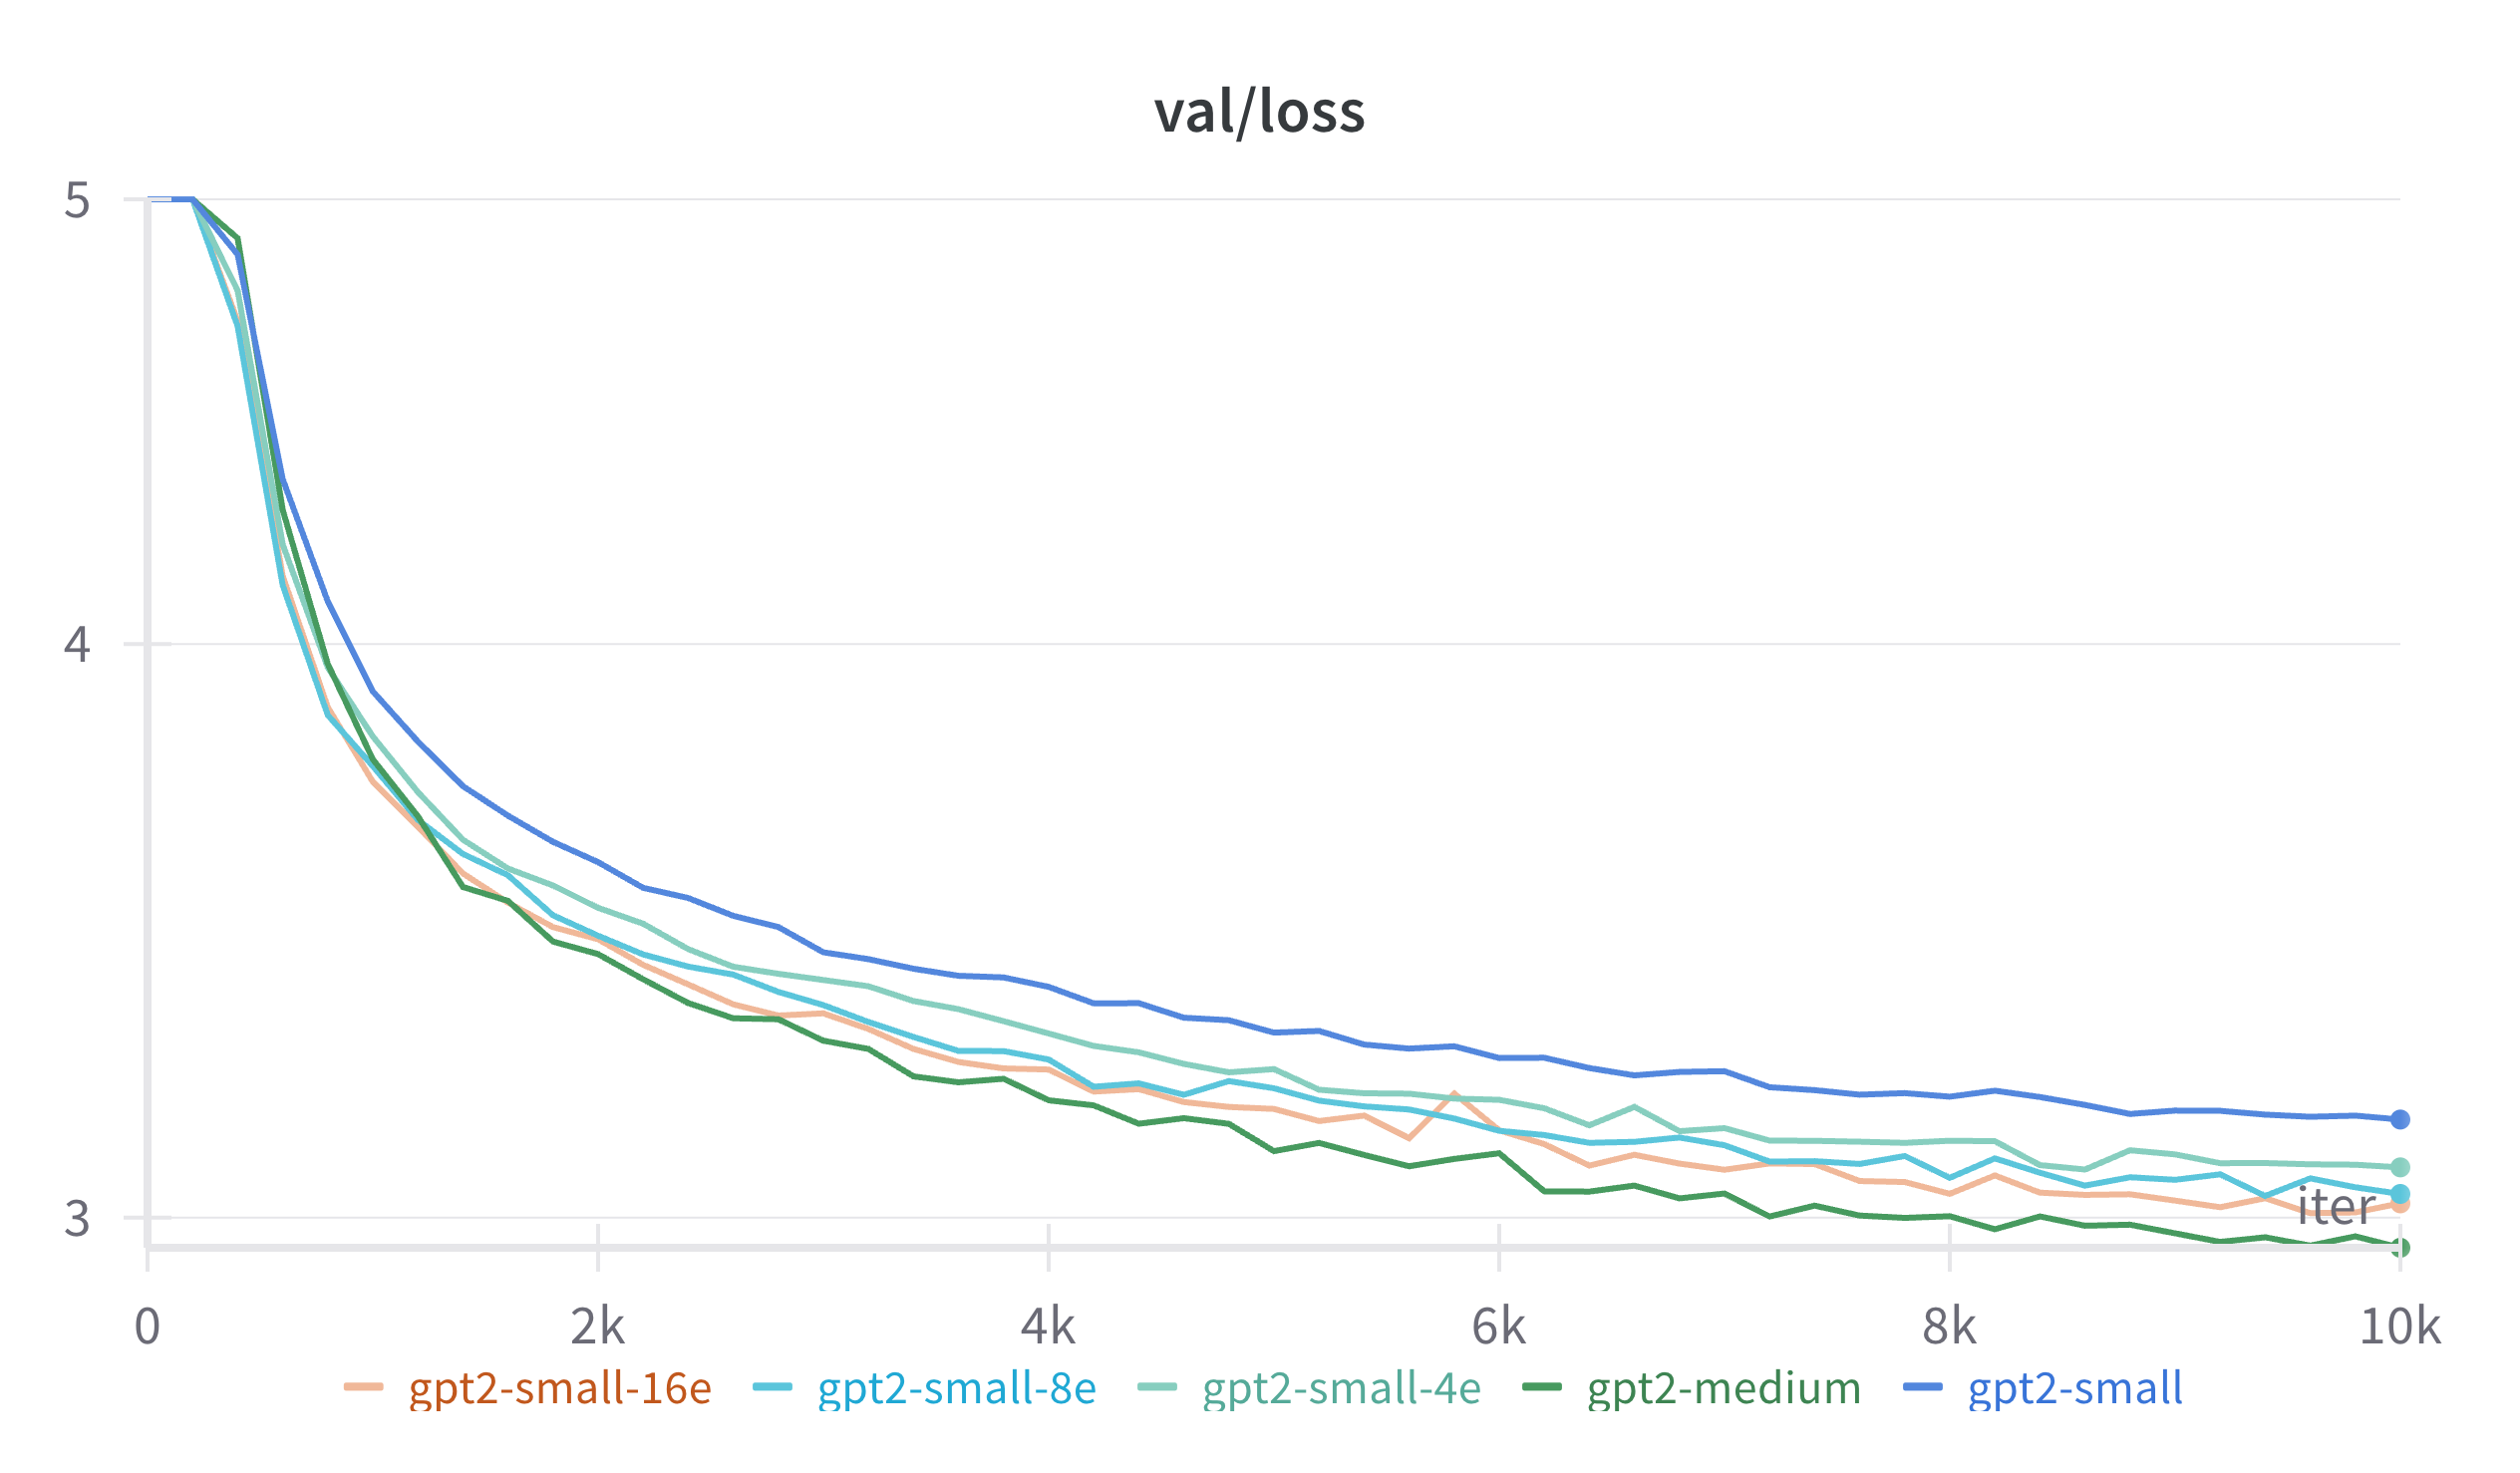 val/loss
5
4
3
iter
0 2k 4k 6k 8k 10k
gpt2-small-16e gpt2-small-8e gpt2-small-4e gpt2-medium gpt2-small